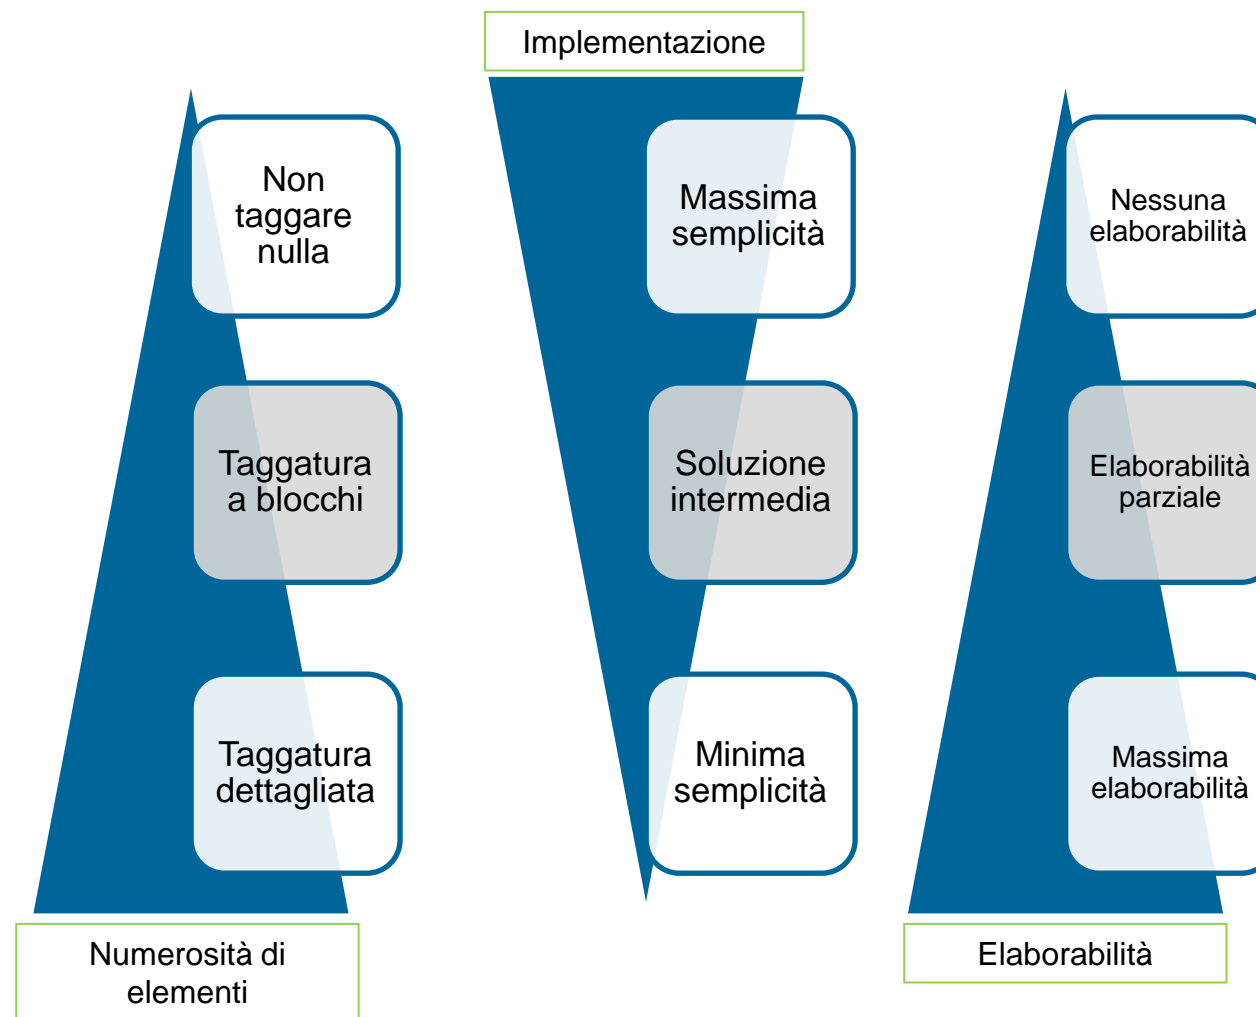 Implementazione
Non
taggare
nulla
Taggatura
a blocchi
Taggatura
dettagliata
Numerosità di
elementi
Massima
semplicità
Soluzione
intermedia
Minima
semplicità
Nessuna
elaborabilità
Elaborabilità
parziale
Massima
elaborabilità
Elaborabilità